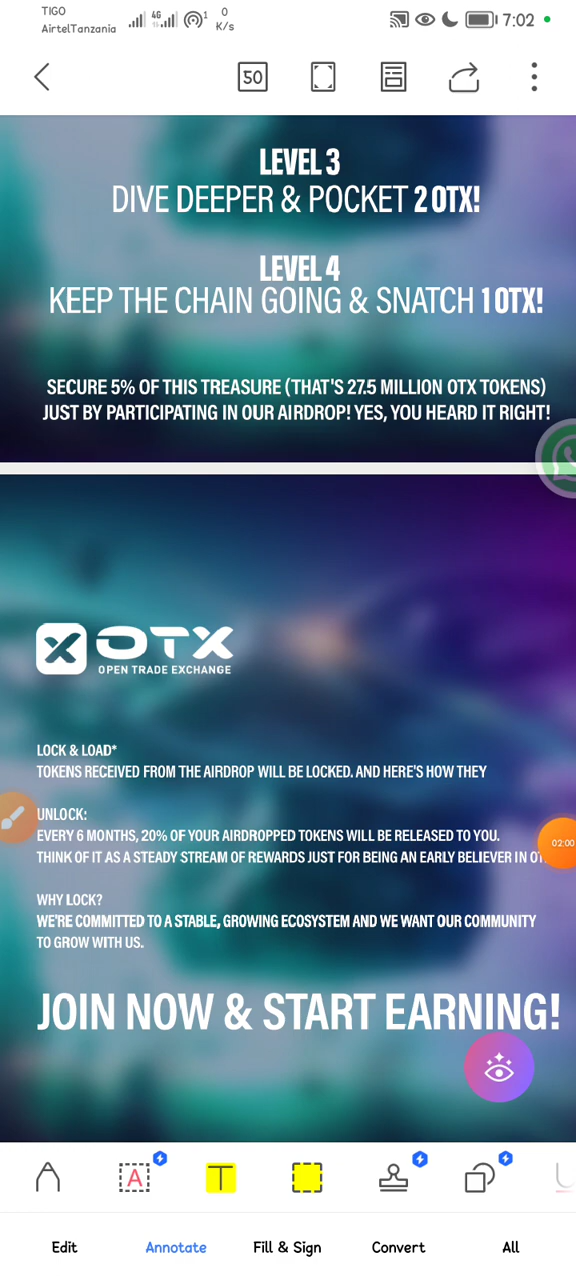 TIGO
AirtelTanzania
4G
1
0
K/s
7:02
50
LEVEL 3
DIVE DEEPER & POCKET 2 OTX!
LEVEL 4
KEEP THE CHAIN GOING & SNATCH 1 OTX!
SECURE 5% OF THIS TREASURE (THAT'S 27.5 MILLION OTX TOKENS)
JUST BY PARTICIPATING IN OUR AIRDROP! YES, YOU HEARD IT RIGHT!
OTX
OPEN TRADE EXCHANGE
LOCK & LOAD*
TOKENS RECEIVED FROM THE AIRDROP WILL BE LOCKED. AND HERE'S HOW THEY
UNLOCK:
EVERY 6 MONTHS, 20% OF YOUR AIRDROPPED TOKENS WILL BE RELEASED TO YOU.
THINK OF IT AS A STEADY STREAM OF REWARDS JUST FOR BEING AN EARLY BELIEVER IN
02:00
WHY LOCK?
WE'RE COMMITTED TO A STABLE, GROWING ECOSYSTEM AND WE WANT OUR COMMUNITY
TO GROW WITH US.
JOIN NOW & START EARNING!
A
T
Edit
Annotate
Fill & Sign
Convert
All